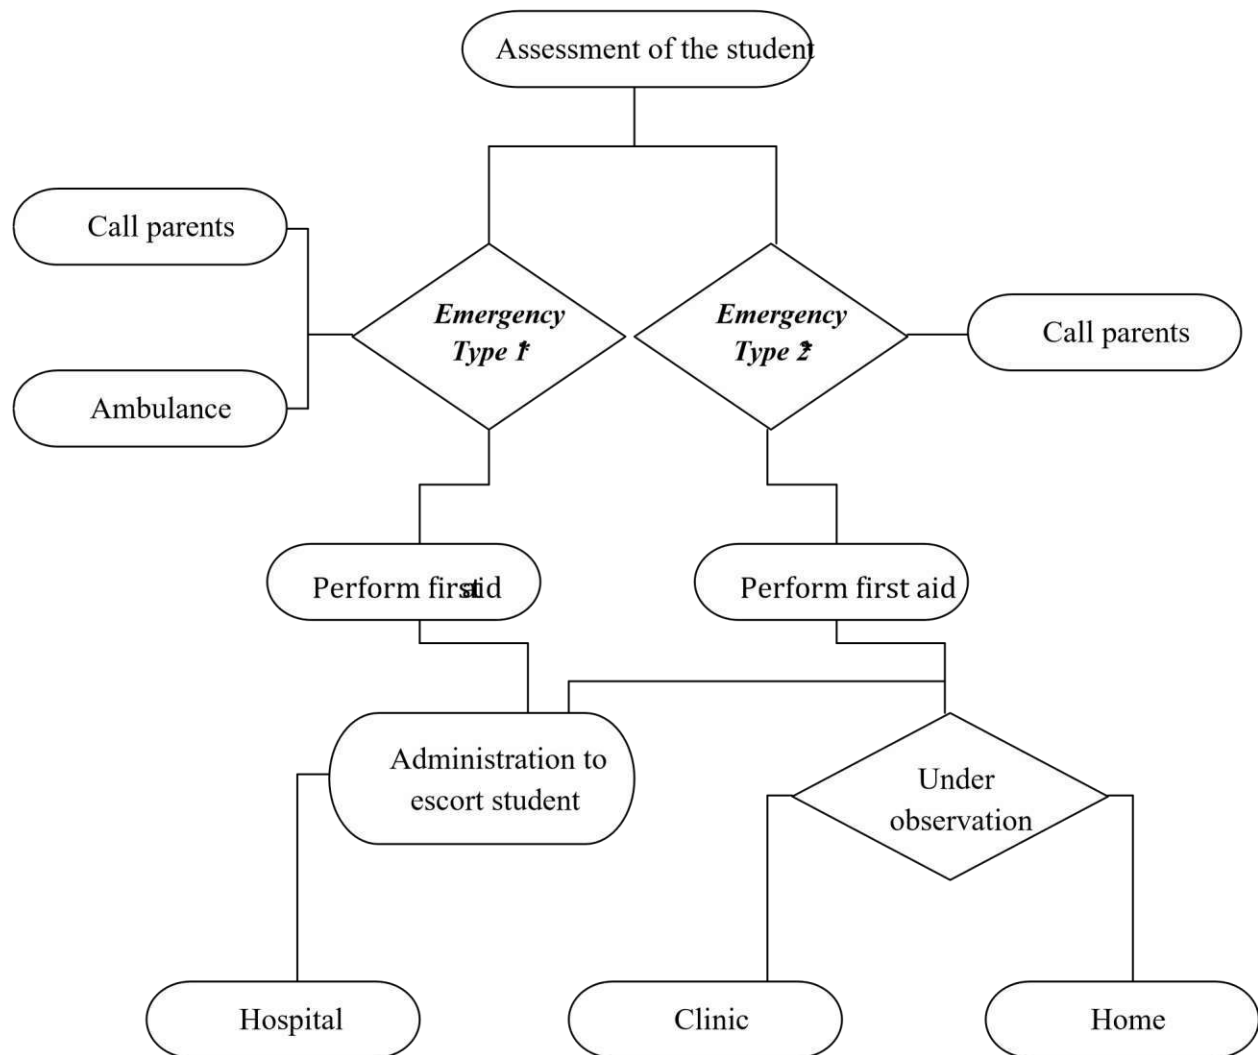 Assessment of the student
Call parents
Emergency
Type 1*
Emergency
Type 2*
Call parents
Ambulance
Perform first aid
Perform first aid
Administration to
escort student
Under
observation
Hospital
Clinic
Home